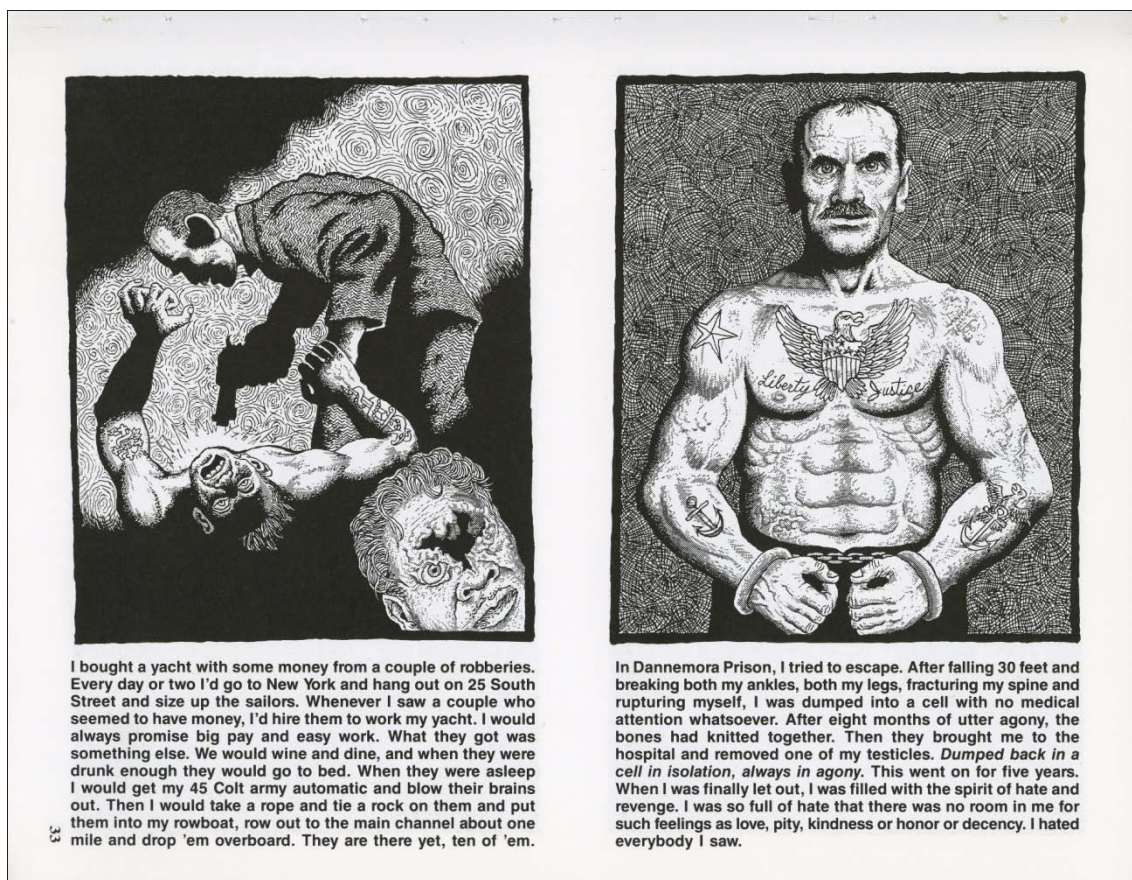 Liberty Justice
I bought a yacht with some money from a couple of robberies.
Every day or two I'd go to New York and hang out on 25 South
Street and size up the sailors. Whenever I saw a couple who
seemed to have money, I'd hire them to work my yacht. I would
always promise big pay and easy work. What they got was
something else. We would wine and dine, and when they were
drunk enough they would go to bed. When they were asleep
I would get my 45 Colt army automatic and blow their brains
out. Then I would take a rope and tie a rock on them and put
them into my rowboat, row out to the main channel about one
mile and drop 'em overboard. They are there yet, ten of 'em.
33
In Dannemora Prison, I tried to escape. After falling 30 feet and
breaking both my ankles, both my legs, fracturing my spine and
rupturing myself, I was dumped into a cell with no medical
attention whatsoever. After eight months of utter agony, the
bones had knitted together. Then they brought me to the
hospital and removed one of my testicles. Dumped back in a
cell in isolation, always in agony. This went on for five years.
When I was finally let out, I was filled with the spirit of hate and
revenge. I was so full of hate that there was no room in me for
such feelings as love, pity, kindness or honor or decency. I hated
everybody I saw.